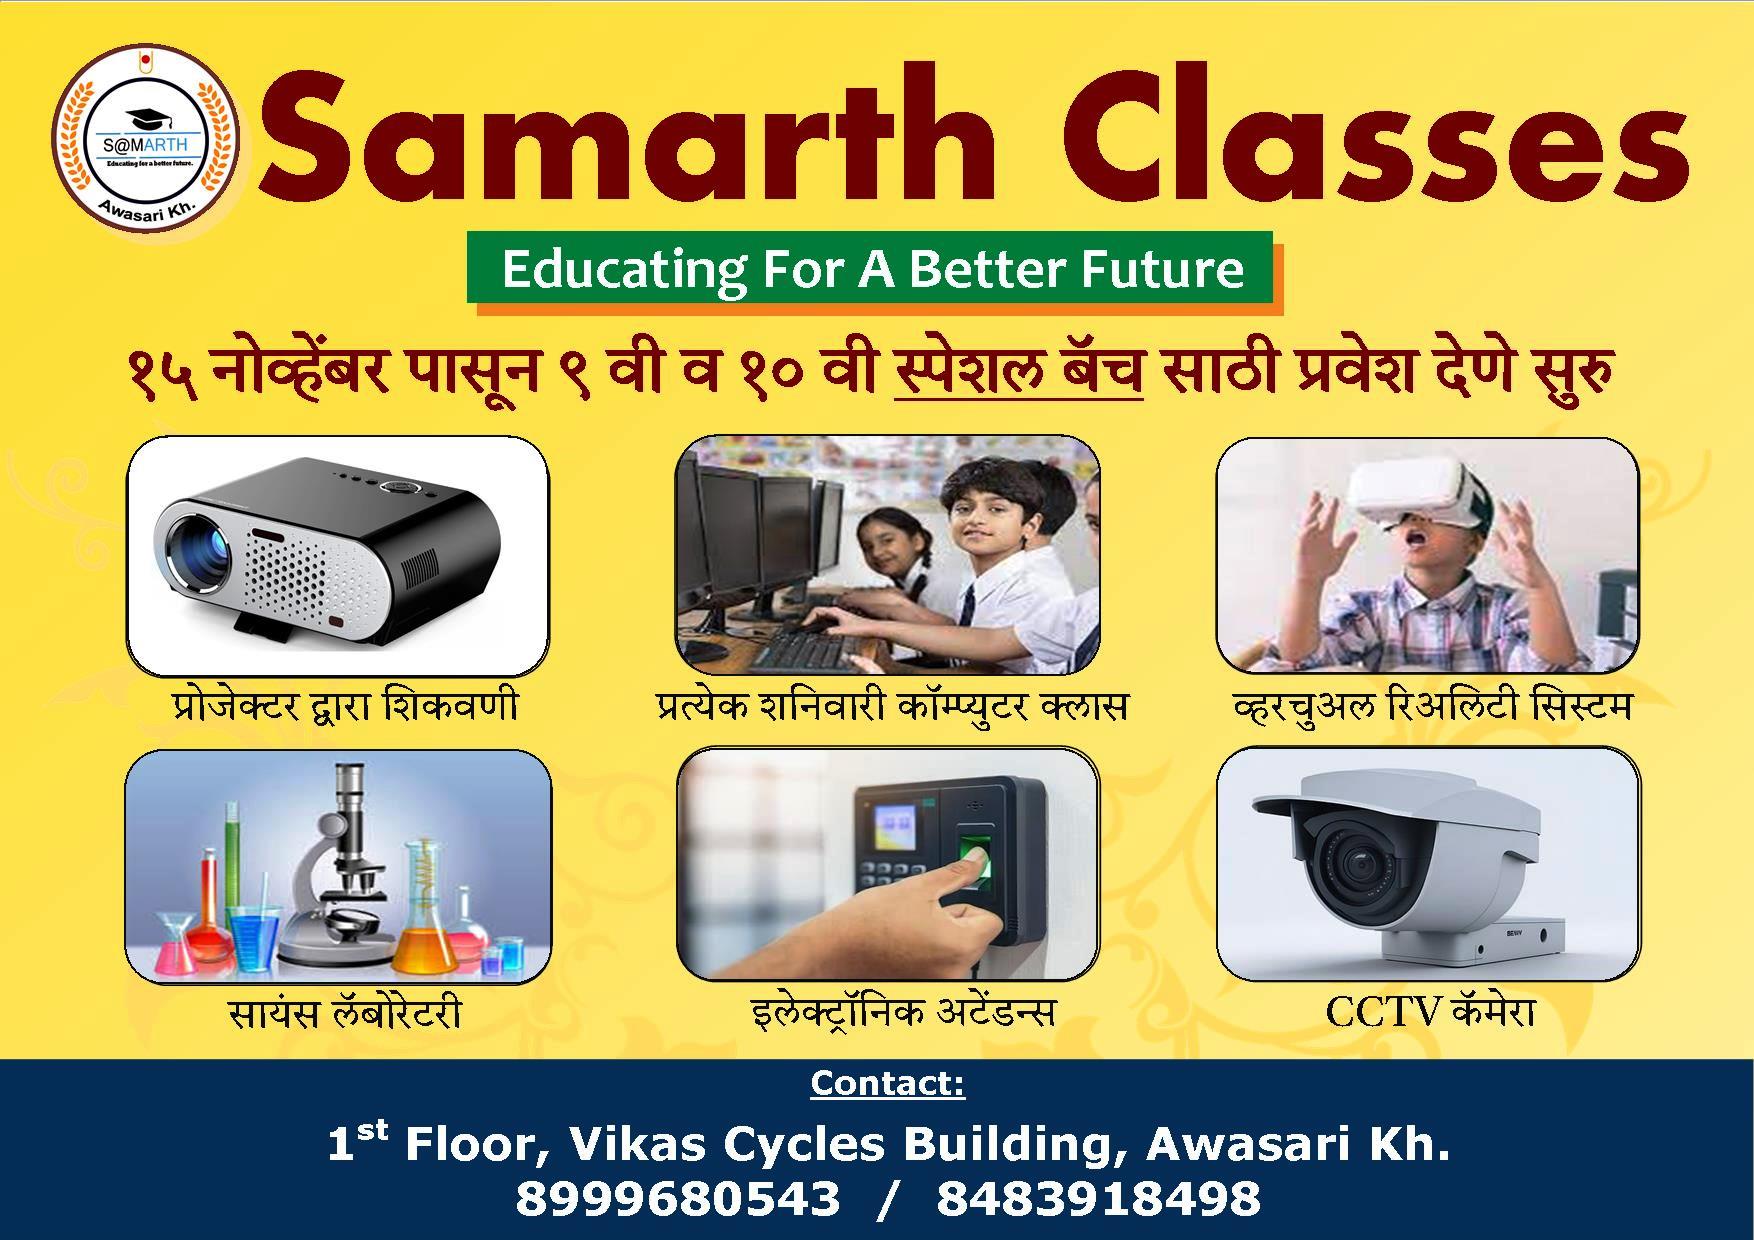 S@MARTH
Educating for a better future.
Awasari Kh.
Samarth Classes
Educating For A Better Future
१५ नोव्हेंबर पासून ९ वी व १० वी स्पेशल बॅच साठी प्रवेश देणे सुरु
प्रोजेक्टर द्वारा शिकवणी
प्रत्येक शनिवारी कॉम्प्युटर क्लास
व्हरचुअल रिअलिटी सिस्टम
सायंस लॅबोरेटरी
इलेक्ट्रॉनिक अटेंडन्स
CCTV कॅमेरा
Contact:
1st Floor, Vikas Cycles Building, Awasari Kh.
8999680543 / 8483918498